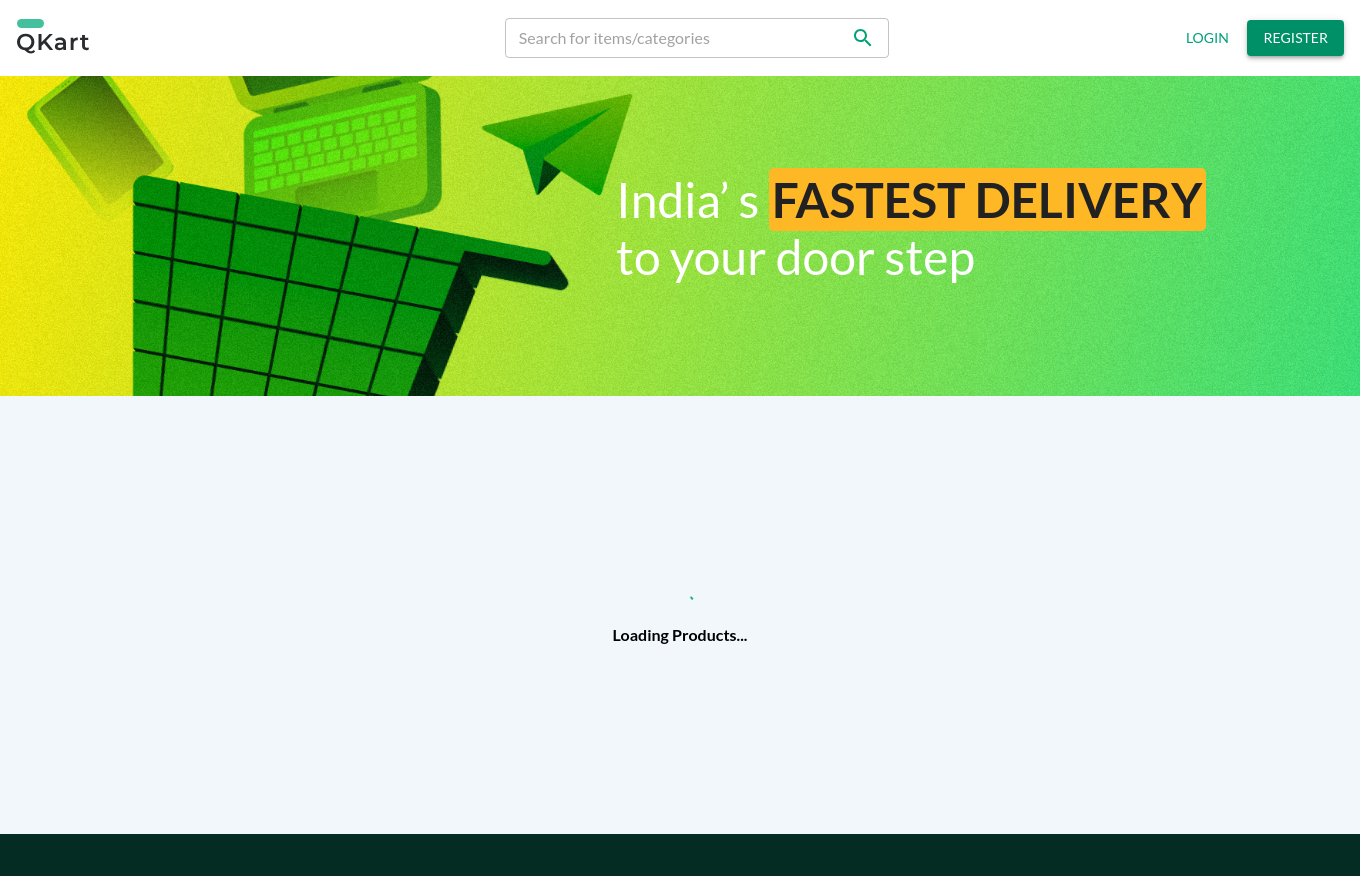 QKart
Search for items/categories
LOGIN
REGISTER
India’ s FASTEST DELIVERY
to your door step
Loading Products...